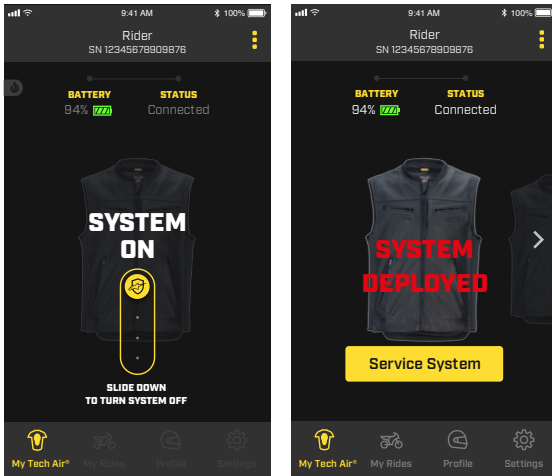 9:41 AM
100%
Rider
SN 12345678909876
BATTERY
STATUS
94%
Connected
SYSTEM
ON
SLIDE DOWN
TO TURN SYSTEM OFF
My Tech Air®
My Rides
Profile
Settings
9:41 AM
100%
Rider
SN 12345678909876
BATTERY
STATUS
94%
Connected
SYSTEM
DEPLOYED
Service System
My Tech Air®
My Rides
Profile
Settings